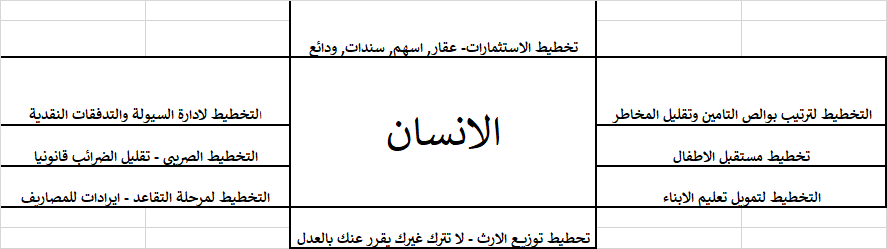 تخطيط الاستثمارات- عقار, اسهم, سندات, ودائع
التخطيط لترتيب بوالص التامين وتقليل المخاطر
الانسان
التخطيط لادارة السيولة والتدفقات النقدية
تخطيط مستقبل الاطفال
التخطيط الصريبي - تقليل الضرائب قانونيا
التخطيط لتمويل تعليم الابناء
التخطيط لمرحلة التقاعد - ايرادات للمصاريف
تحطيط توزيع الارث - لا تترك غيرك يقرر عنك بالعدل